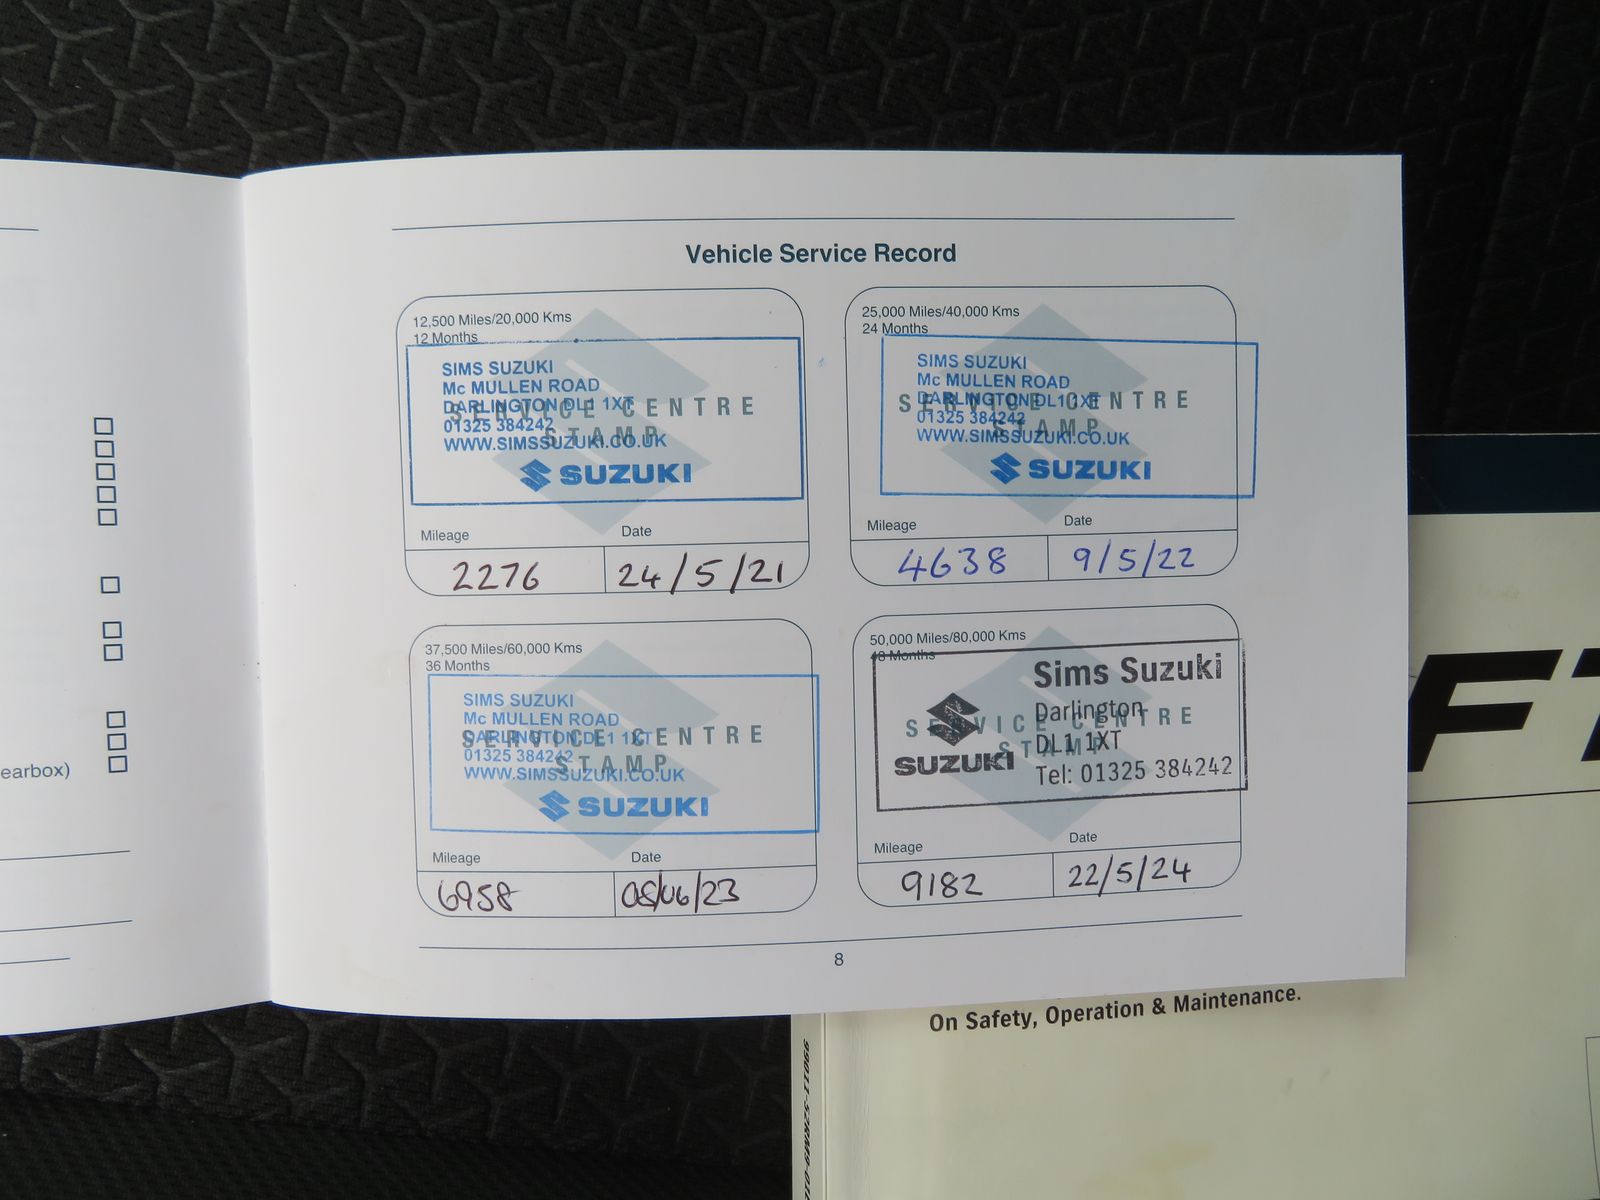 earbox)
Vehicle Service Record
12,500 Miles/20,000 Kms
12 Months
SERVICE CENTRE
STAMP
SIMS SUZUKI
Mc MULLEN ROAD
DARLINGTON DL1 1XT
01325 384242
WWW.SIMSSUZUKI.CO.UK
SUZUKI
Mileage Date
2276 24/5/21
25,000 Miles/40,000 Kms
24 Months
SERVICE CENTRE
STAMP
SIMS SUZUKI
Mc MULLEN ROAD
DARLINGTON DL1 1XT
01325 384242
WWW.SIMSSUZUKI.CO.UK
SUZUKI
Mileage Date
4638 9/5/22
37,500 Miles/60,000 Kms
36 Months
SERVICE CENTRE
STAMP
SIMS SUZUKI
Mc MULLEN ROAD
DARLINGTON DL1 1XT
01325 384242
WWW.SIMSSUZUKI.CO.UK
SUZUKI
Mileage Date
6958 05/06/23
50,000 Miles/80,000 Kms
48 Months
SERVICE CENTRE
STAMP
Sims Suzuki
Darlington
DL1 1XT
Tel: 01325 384242
SUZUKI
Mileage Date
9182 22/5/24
8
FT
On Safety, Operation & Maintenance.